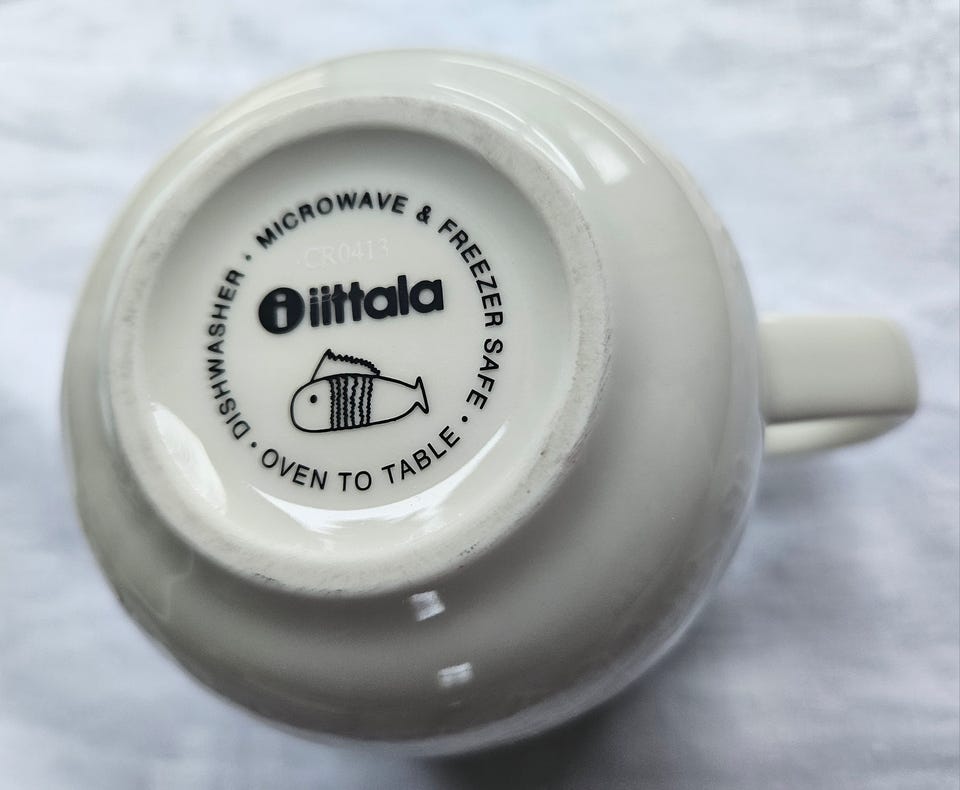 · DISHWASHER · MICROWAVE & FREEZER SAFE
CR0413
i iittala
· OVEN TO TABLE ·